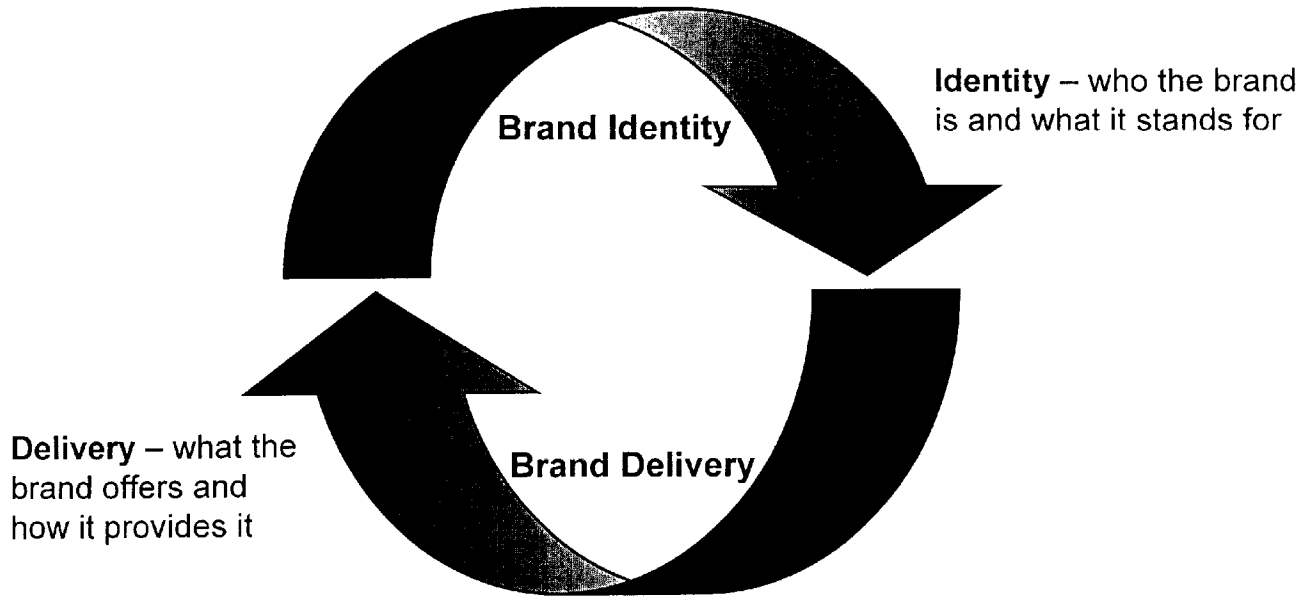 Identity – who the brand
is and what it stands for
Brand Identity
Brand Delivery
Delivery – what the
brand offers and
how it provides it